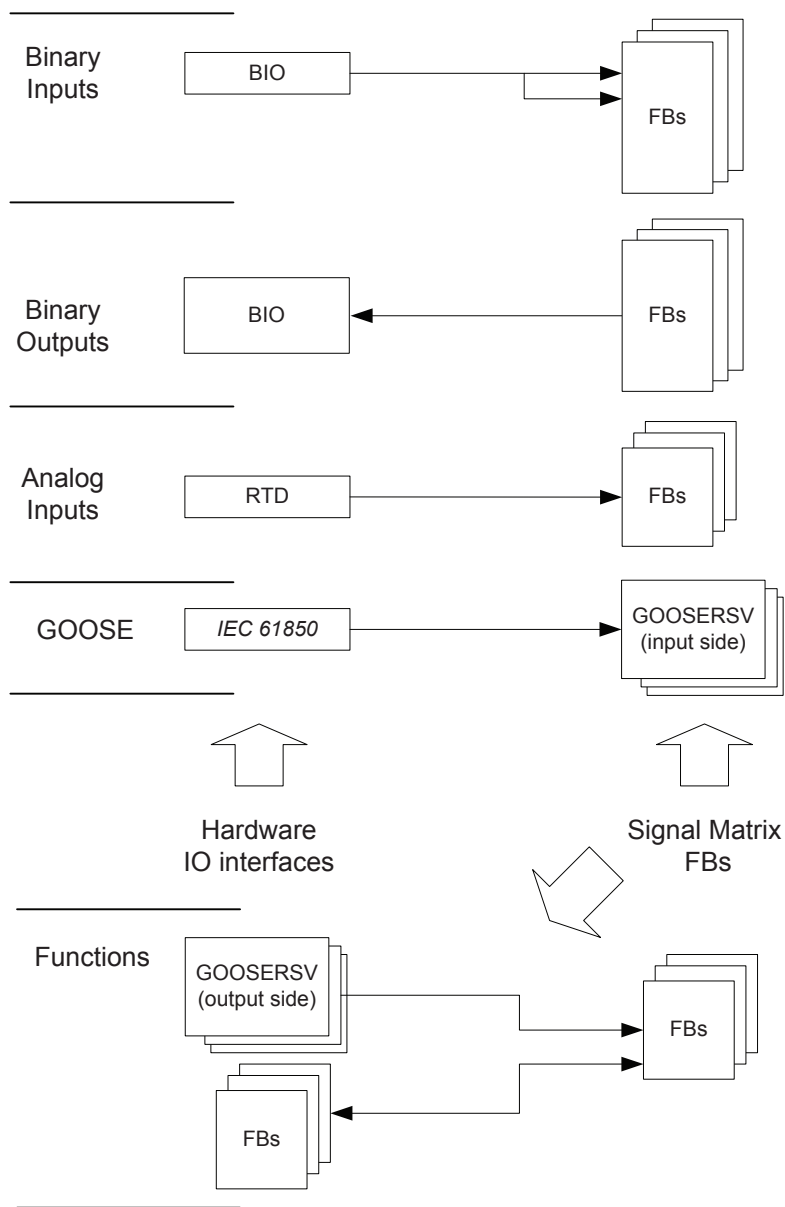 Binary
Inputs
BIO
FBs
Binary
Outputs
BIO
FBs
Analog
Inputs
RTD
FBs
GOOSE
IEC 61850
GOOSERSV
(input side)
Hardware
IO interfaces
Signal Matrix
FBs
Functions
GOOSERSV
(output side)
FBs
FBs